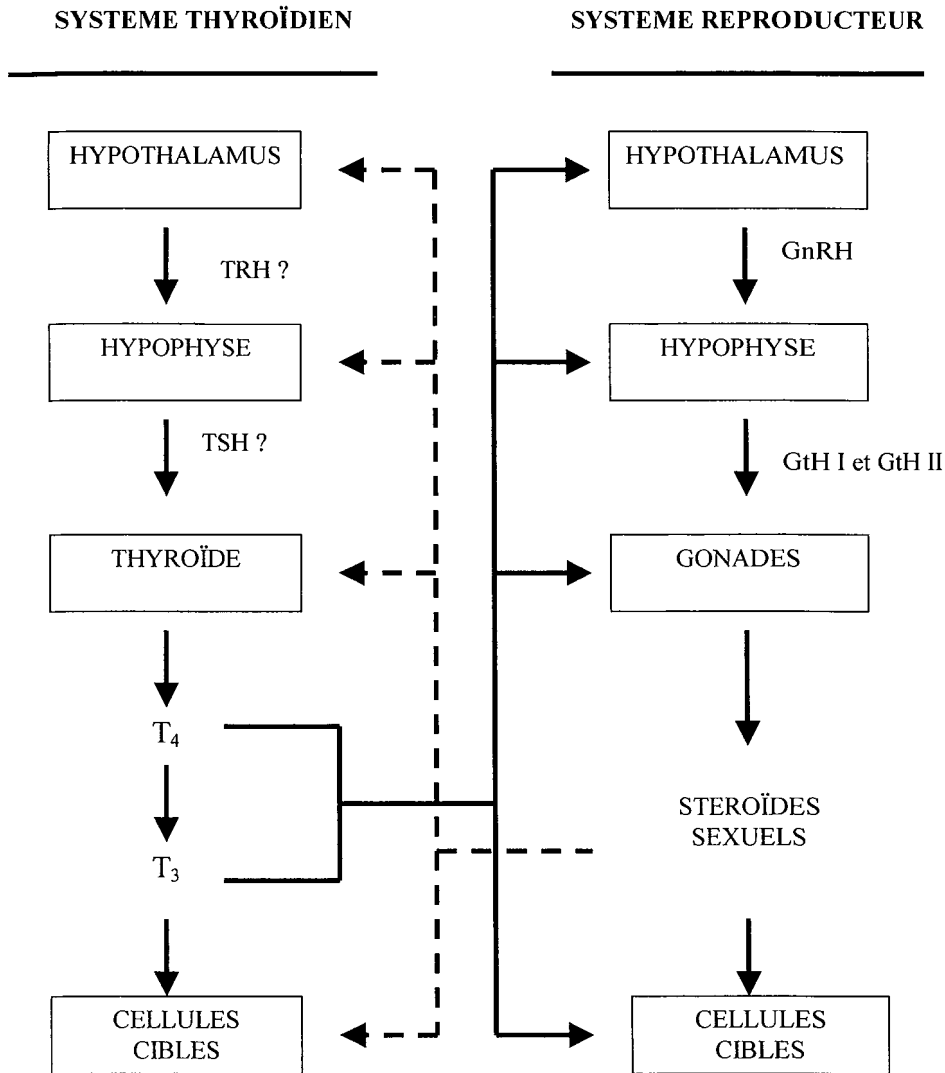 SYSTEME THYROÏDIEN
SYSTEME REPRODUCTEUR
HYPOTHALAMUS
HYPOTHALAMUS
TRH ?
GnRH
HYPOPHYSE
HYPOPHYSE
TSH ?
GtH I et GtH II
THYROÏDE
GONADES
T₄
STEROÏDES
SEXUELS
T₃
CELLULES
CIBLES
CELLULES
CIBLES